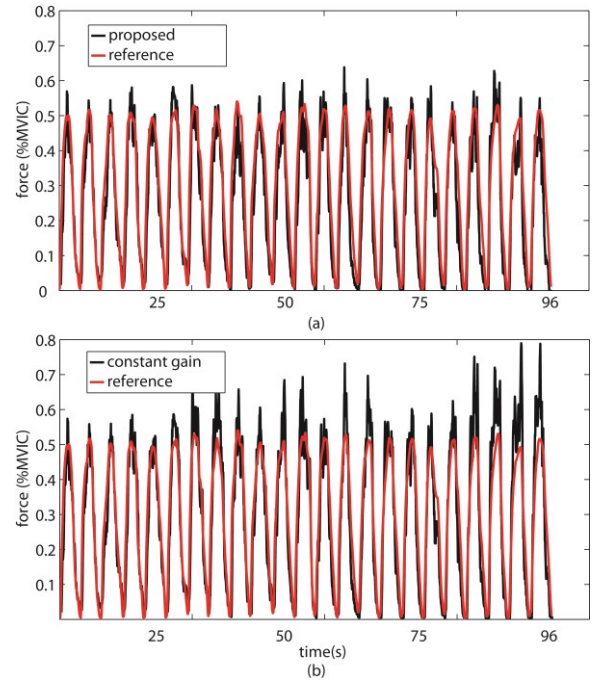 0.8
proposed
reference
0.7
0.6
0.5
0.4
0.3
0.2
0.1
0
force (%MVIC)
25 50 75 96
(a)
0.8
constant gain
reference
0.7
0.6
0.5
0.4
0.3
0.2
0.1
force (%MVIC)
25 50 75 96
time(s)
(b)